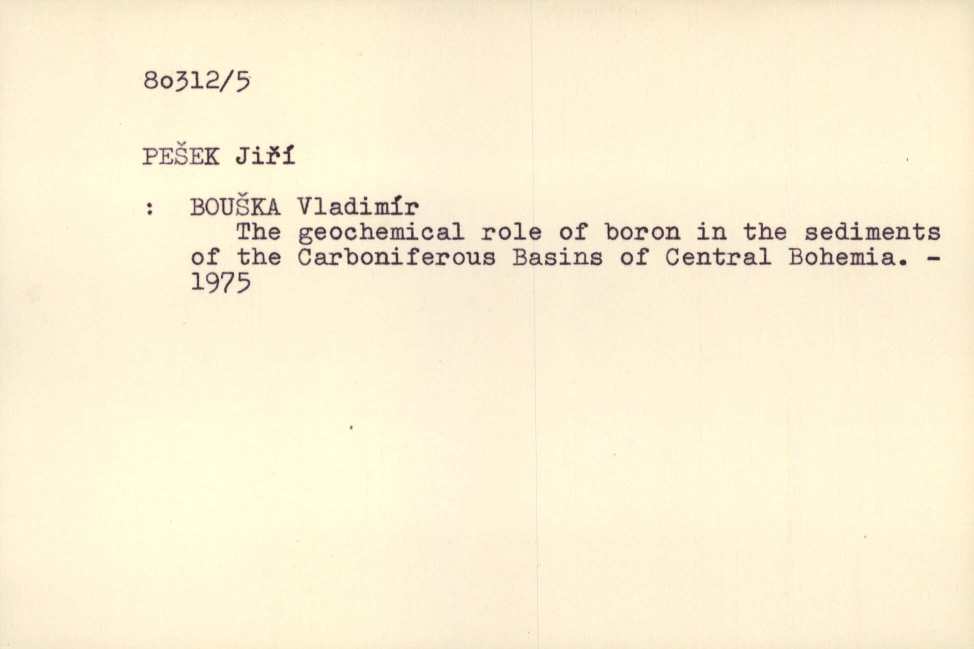 8o312/5
PEŠEK Jiří
: BOUŠKA Vladimír
The geochemical role of boron in the sediments
of the Carboniferous Basins of Central Bohemia. -
1975